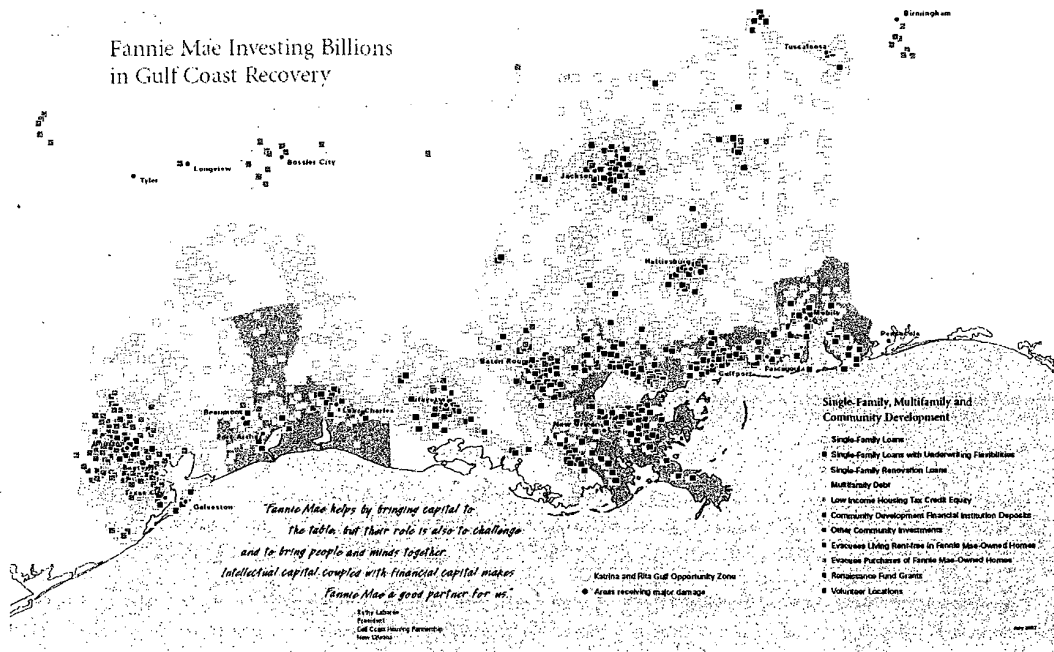 Fannie Mae Investing Billions
in Gulf Coast Recovery
Birmingham
Tuscaloosa
Bossier City
Longview
Tyler
Jackson
Hattiesburg
Mobile
Pensacola
Baton Rouge
Gulfport
Pascagoula
Beaumont
Lake Charles
Lafayette
Port Arthur
New Orleans
Texas City
Galveston
"Fannie Mae helps by bringing capital to
the table, but their role is also to challenge
and to bring people and minds together.
Intellectual capital coupled with financial capital makes
Fannie Mae a good partner for us."
Kathy Laborde
President
Gulf Coast Housing Partnership
New Orleans
Katrina and Rita Gulf Opportunity Zone
Areas receiving major damage
Single-Family, Multifamily and
Community Development
Single-Family Loans
Single-Family Loans with Underwriting Flexibilities
Single-Family Renovation Loans
Multifamily Debt
Low Income Housing Tax Credit Equity
Community Development Financial Institution Deposits
Other Community Investments
Evacuees Living Rent-free in Fannie Mae-Owned Homes
Evacuee Purchases of Fannie Mae-Owned Homes
Renaissance Fund Grants
Volunteer Locations